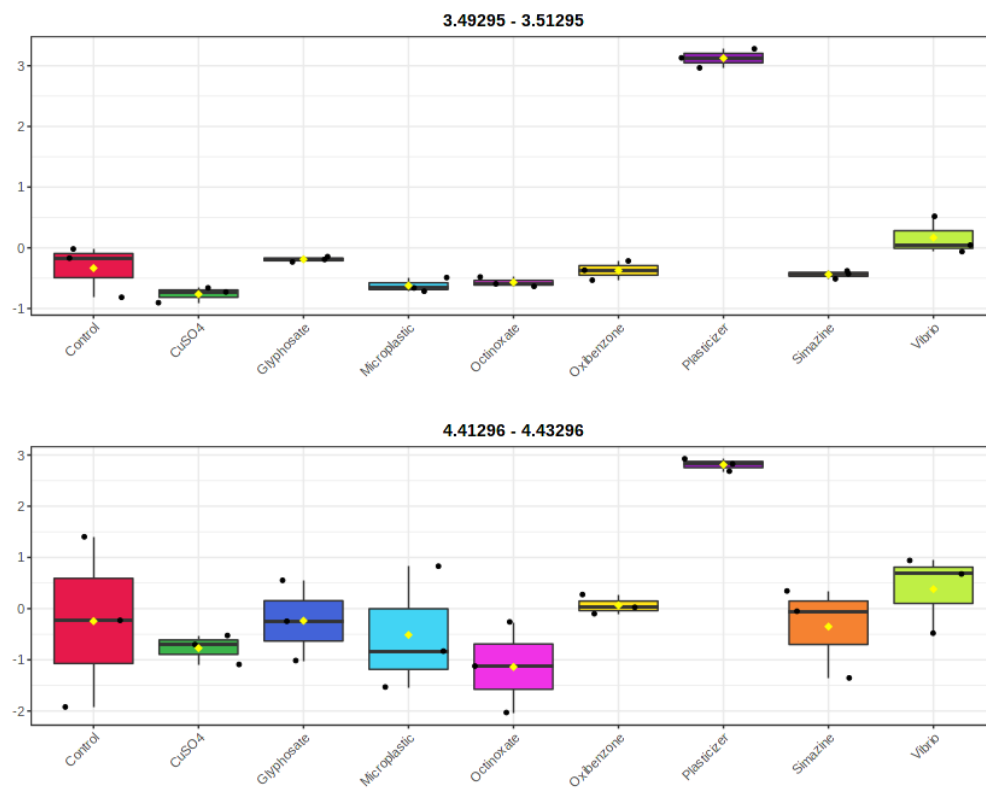 3.49295 - 3.51295
3
2
1
0
-1
Control CuSO4 Glyphosate Microplastic Octinoxate Oxibenzone Plasticizer Simazine Vibrio
4.41296 - 4.43296
3
2
1
0
-1
-2
Control CuSO4 Glyphosate Microplastic Octinoxate Oxibenzone Plasticizer Simazine Vibrio